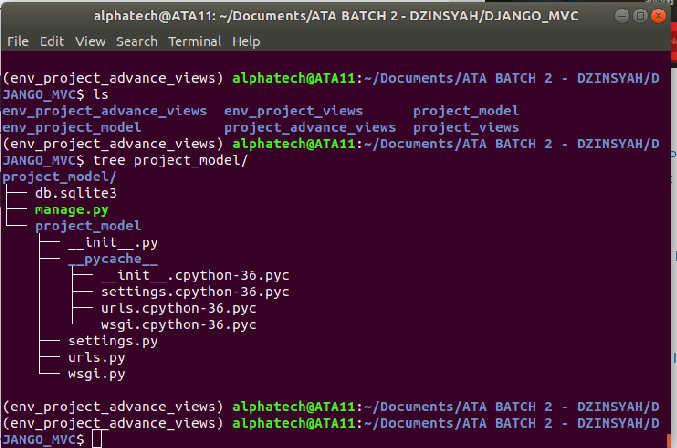 alphatech@ATA11: ~/Documents/ATA BATCH 2 - DZINSYAH/DJANGO_MVC
File Edit View Search Terminal Help
(env_project_advance_views) alphatech@ATA11:~/Documents/ATA BATCH 2 - DZINSYAH/D
JANGO_MVC$ ls
env_project_advance_views env_project_views project_model
env_project_model project_advance_views project_views
(env_project_advance_views) alphatech@ATA11:~/Documents/ATA BATCH 2 - DZINSYAH/D
JANGO_MVC$ tree project_model/
project_model/
├── db.sqlite3
├── manage.py
└── project_model
    ├── __init__.py
    ├── __pycache__
    │   ├── __init__.cpython-36.pyc
    │   ├── settings.cpython-36.pyc
    │   ├── urls.cpython-36.pyc
    │   └── wsgi.cpython-36.pyc
    ├── settings.py
    ├── urls.py
    └── wsgi.py
(env_project_advance_views) alphatech@ATA11:~/Documents/ATA BATCH 2 - DZINSYAH/D
(env_project_advance_views) alphatech@ATA11:~/Documents/ATA BATCH 2 - DZINSYAH/D
JANGO_MVC$